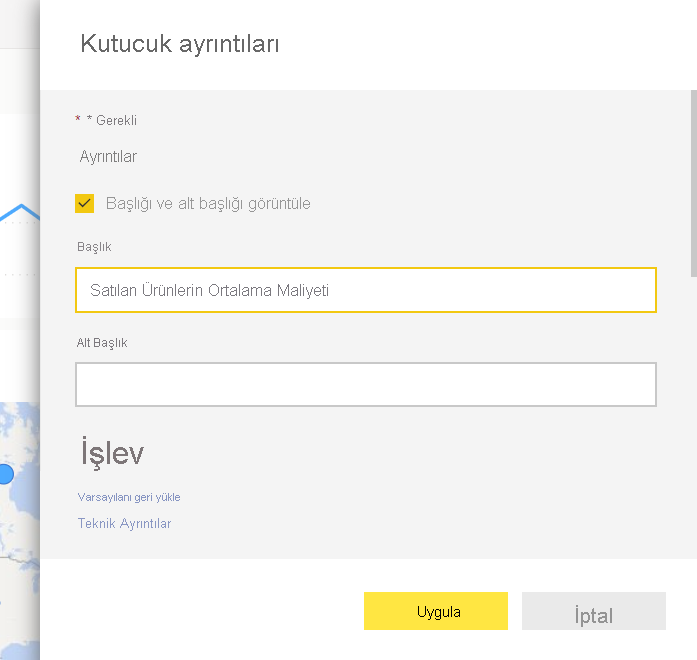 Kutucuk ayrıntıları
* * Gerekli
Ayrıntılar
Başlığı ve alt başlığı görüntüle
Başlık
Satılan Ürünlerin Ortalama Maliyeti
Alt Başlık
İşlev
Varsayılanı geri yükle
Teknik Ayrıntılar
Uygula
İptal